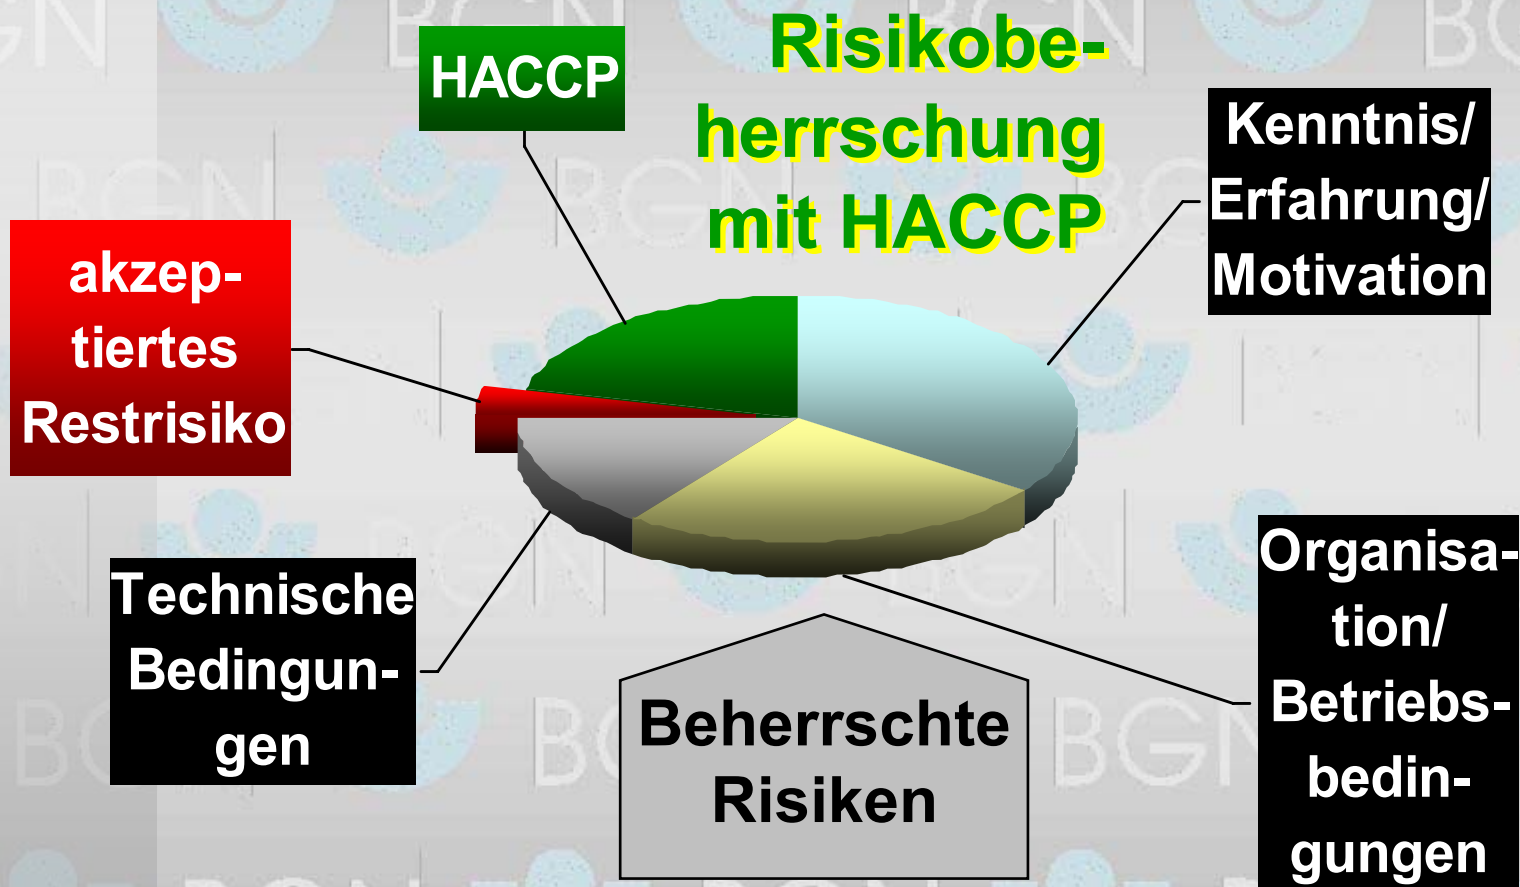 Risikobe-
herrschung
mit HACCP
HACCP
Kenntnis/
Erfahrung/
Motivation
akzep-
tiertes
Restrisiko
Technische
Bedingun-
gen
Beherrschte
Risiken
Organisa-
tion/
Betriebs-
bedin-
gungen
BGN